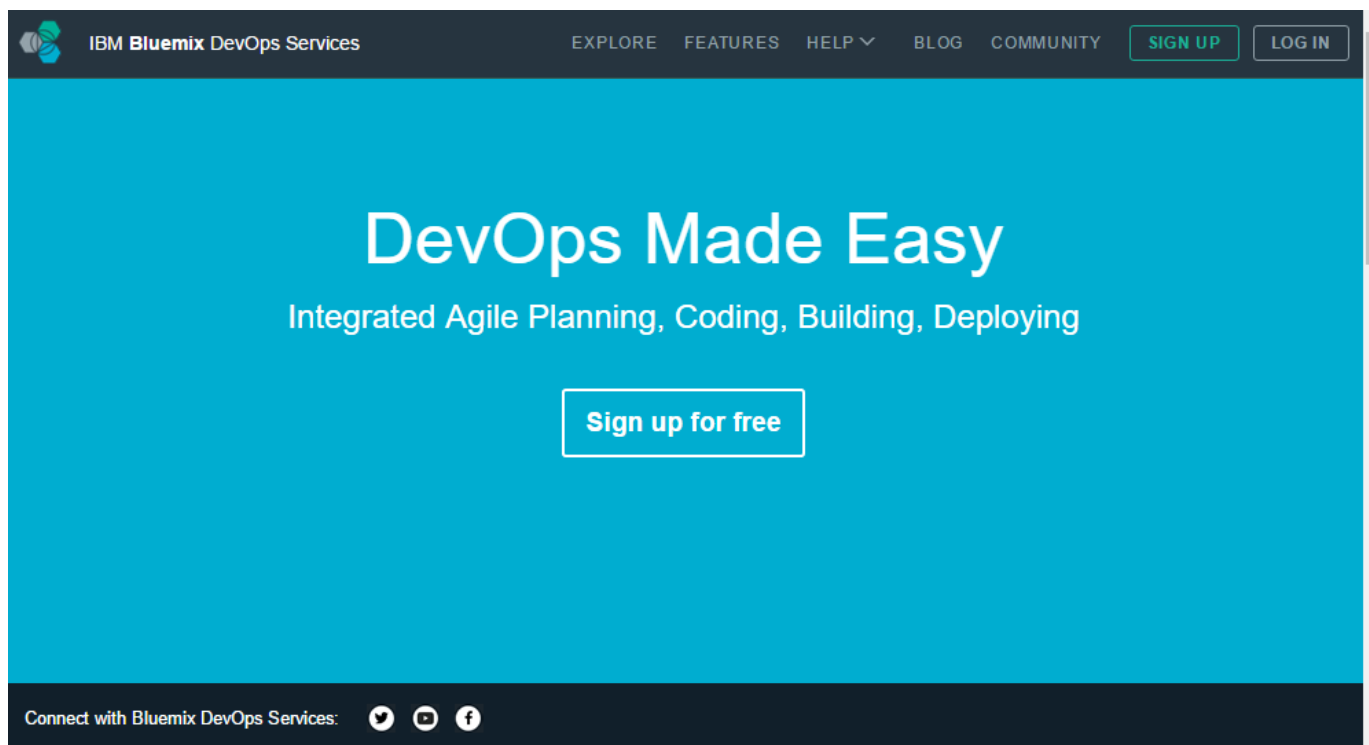 IBM Bluemix DevOps Services
EXPLORE FEATURES HELP BLOG COMMUNITY SIGN UP LOG IN
DevOps Made Easy
Integrated Agile Planning, Coding, Building, Deploying
Sign up for free
Connect with Bluemix DevOps Services: